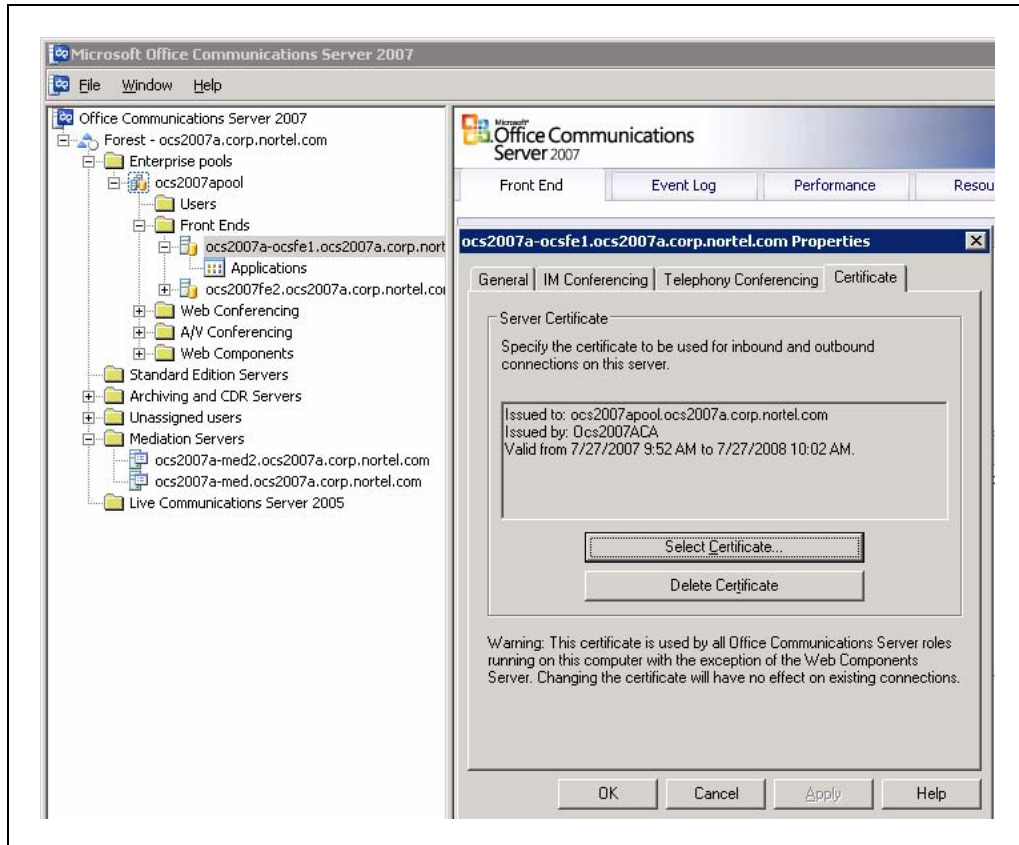 Microsoft Office Communications Server 2007
File Window Help
Office Communications Server 2007
Forest - ocs2007a.corp.nortel.com
Enterprise pools
ocs2007apool
Users
Front Ends
ocs2007a-ocsfe1.ocs2007a.corp.nort
Applications
ocs2007fe2.ocs2007a.corp.nortel.co
Web Conferencing
A/V Conferencing
Web Components
Standard Edition Servers
Archiving and CDR Servers
Unassigned users
Mediation Servers
ocs2007a-med2.ocs2007a.corp.nortel.com
ocs2007a-med.ocs2007a.corp.nortel.com
Live Communications Server 2005
Microsoft
Office Communications
Server 2007
Front End Event Log Performance Resou
ocs2007a-ocsfe1.ocs2007a.corp.nortel.com Properties
General IM Conferencing Telephony Conferencing Certificate
Server Certificate
Specify the certificate to be used for inbound and outbound
connections on this server.
Issued to: ocs2007apool.ocs2007a.corp.nortel.com
Issued by: Ocs2007ACA
Valid from 7/27/2007 9:52 AM to 7/27/2008 10:02 AM.
Select Certificate...
Delete Certificate
Warning: This certificate is used by all Office Communications Server roles
running on this computer with the exception of the Web Components
Server. Changing the certificate will have no effect on existing connections.
OK Cancel Apply Help